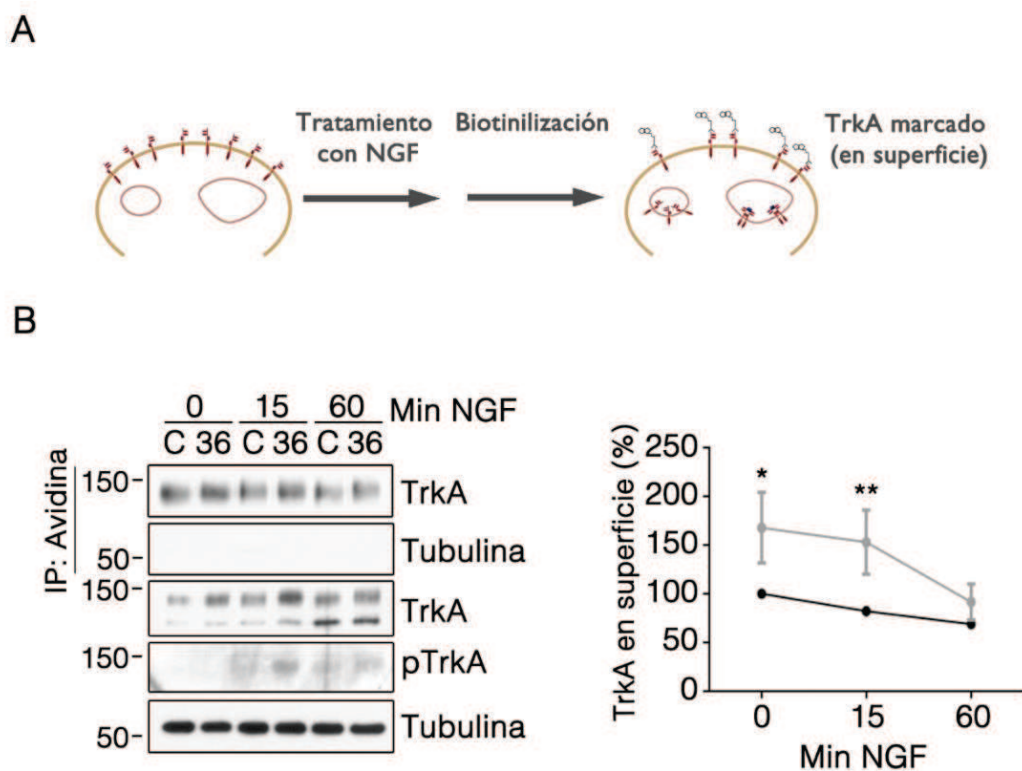 A
Tratamiento
con NGF
Biotinilización
TrkA marcado
(en superficie)
B
0 15 60 Min NGF
C 36 C 36 C 36
IP: Avidina
150 TrkA
50 Tubulina
150 TrkA
150 pTrkA
50 Tubulina
TrkA en superficie (%)
250
200
150
100
50
0
*
**
0 15 60
Min NGF